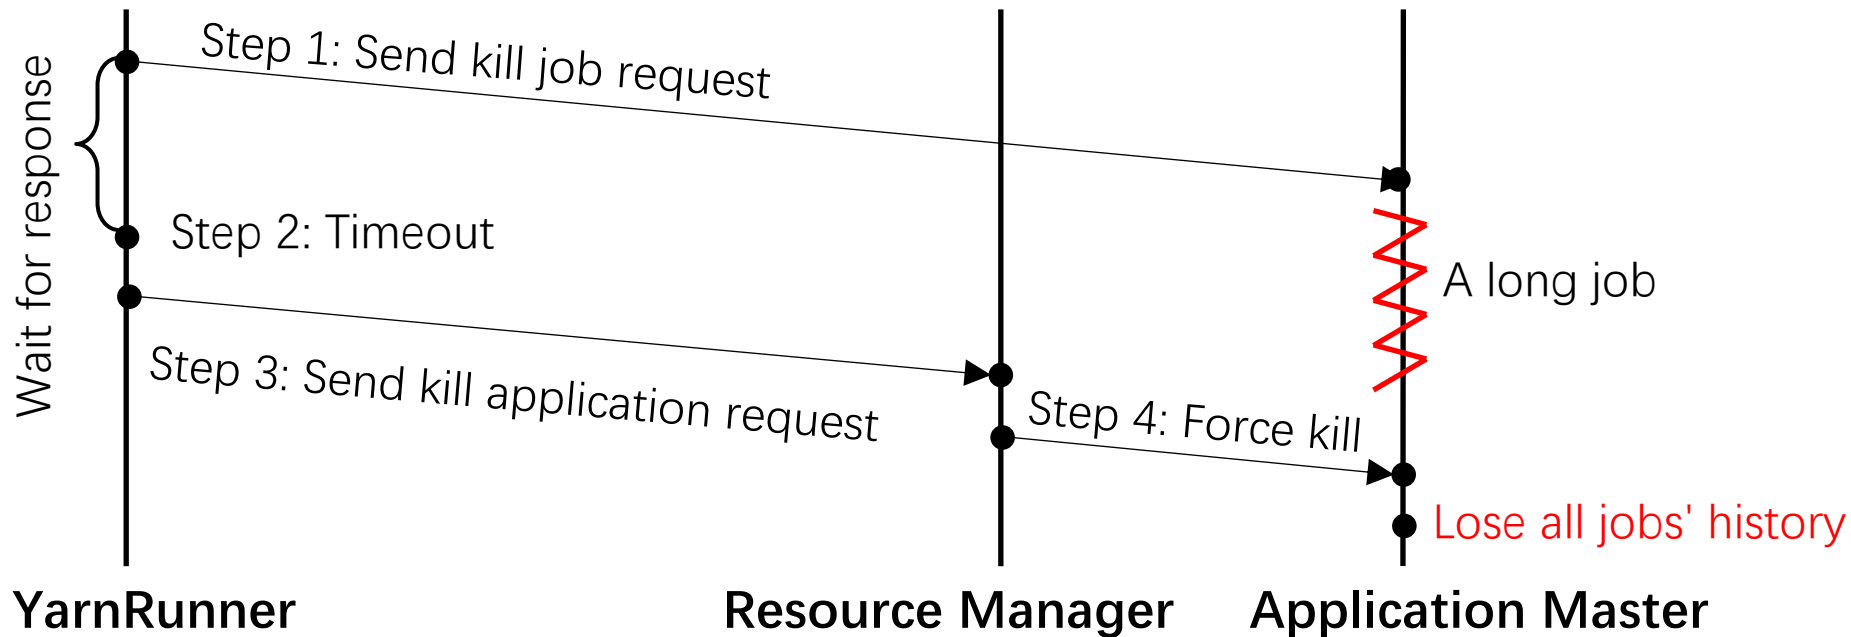 Step 1: Send kill job request
Wait for response
Step 2: Timeout
A long job
Step 3: Send kill application request
Step 4: Force kill
Lose all jobs' history
YarnRunner
Resource Manager
Application Master